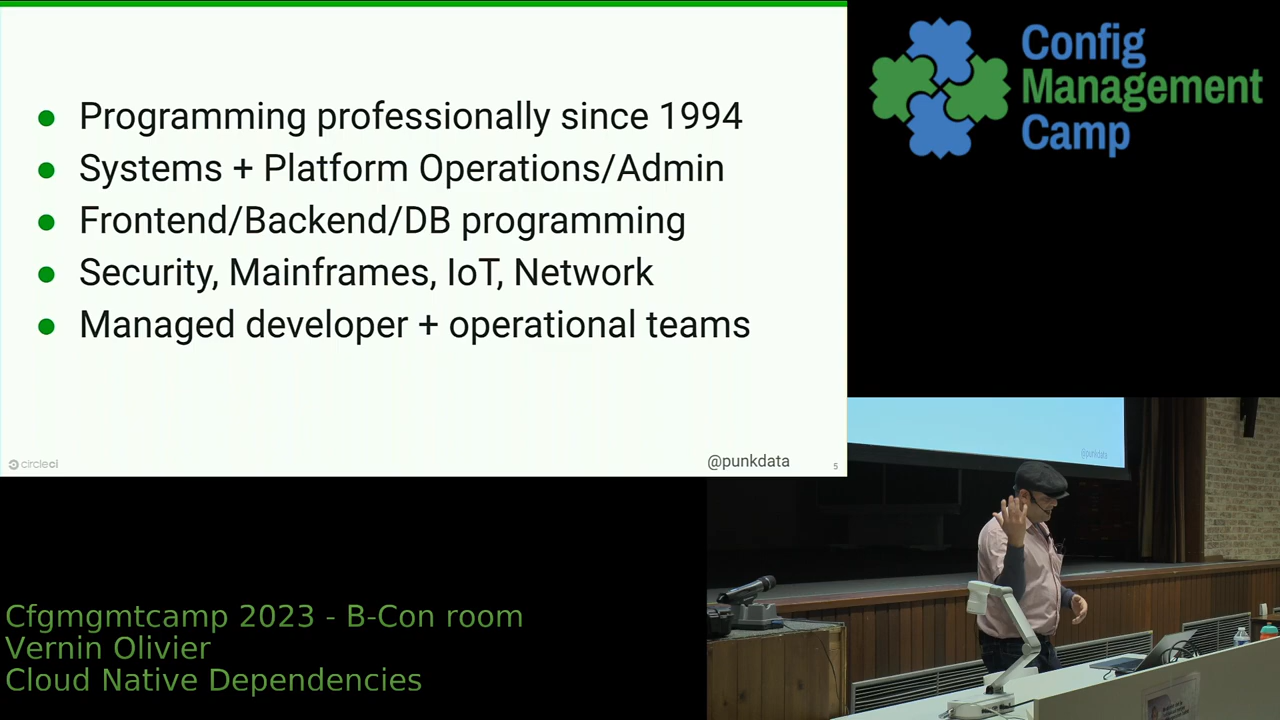 Programming professionally since 1994
Systems + Platform Operations/Admin
Frontend/Backend/DB programming
Security, Mainframes, IoT, Network
Managed developer + operational teams
circleci
@punkdata
5
Config
Management
Camp
@punkdata
Cfgmgmtcamp 2023 - B-Con room
Vernin Olivier
Cloud Native Dependencies